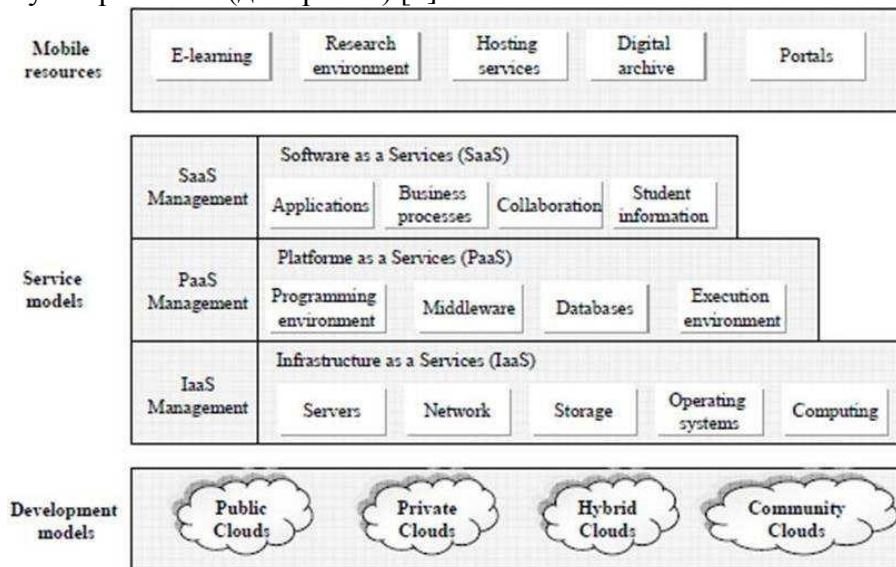 Mobile
resources
E-learning
Research
environment
Hosting
services
Digital
archive
Portals
Service
models
SaaS
Management
Software as a Services (SaaS)
Applications
Business
processes
Collaboration
Student
information
PaaS
Management
Platforme as a Services (PaaS)
Programming
environment
Middleware
Databases
Execution
environment
IaaS
Management
Infrastructure as a Services (IaaS)
Servers
Network
Storage
Operating
systems
Computing
Development
models
Public
Clouds
Private
Clouds
Hybrid
Clouds
Community
Clouds